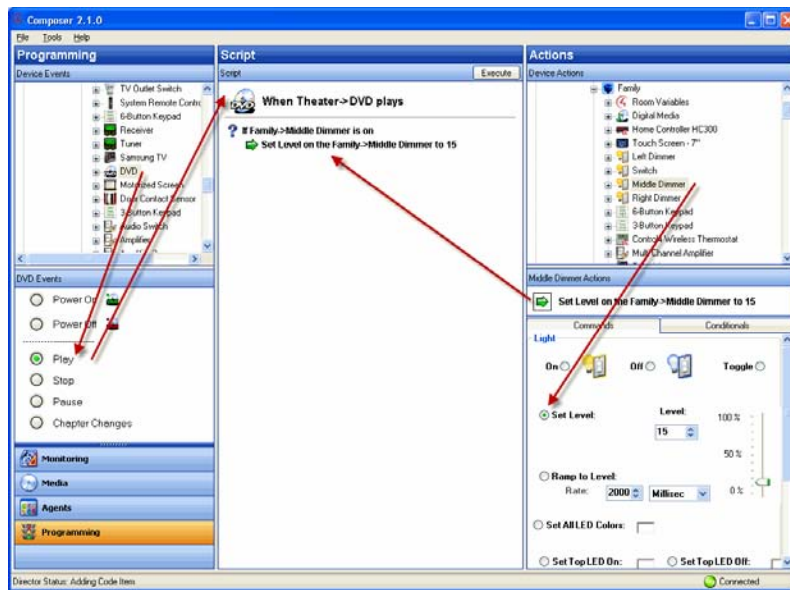 Composer 2.1.0
File Tools Help
Programming
Device Events
TV Outlet Switch
System Remote Contro
6-Button Keypad
Receiver
Tuner
Samsung TV
DVD
Motorized Screen
Door Contact Sensor
3-Button Keypad
Audio Switch
Amplifier
DVD Events
Power On
Power Off
Play
Stop
Pause
Chapter Changes
Monitoring
Media
Agents
Programming
Script
Script Execute
When Theater->DVD plays
If Family->Middle Dimmer is on
Set Level on the Family->Middle Dimmer to 15
Actions
Device Actions
Family
Room Variables
Digital Media
Home Controller HC300
Touch Screen - 7"
Left Dimmer
Switch
Middle Dimmer
Right Dimmer
6-Button Keypad
3-Button Keypad
Control4 Wireless Thermostat
Multi Channel Amplifier
Middle Dimmer Actions
Set Level on the Family->Middle Dimmer to 15
Commands Conditionals
Light
On Off Toggle
Set Level: Level: 100 %
15
50 %
Ramp to Level:
Rate: 2000 Millisec 0 %
Set All LED Colors:
Set Top LED On: Set Top LED Off:
Director Status: Adding Code Item Connected